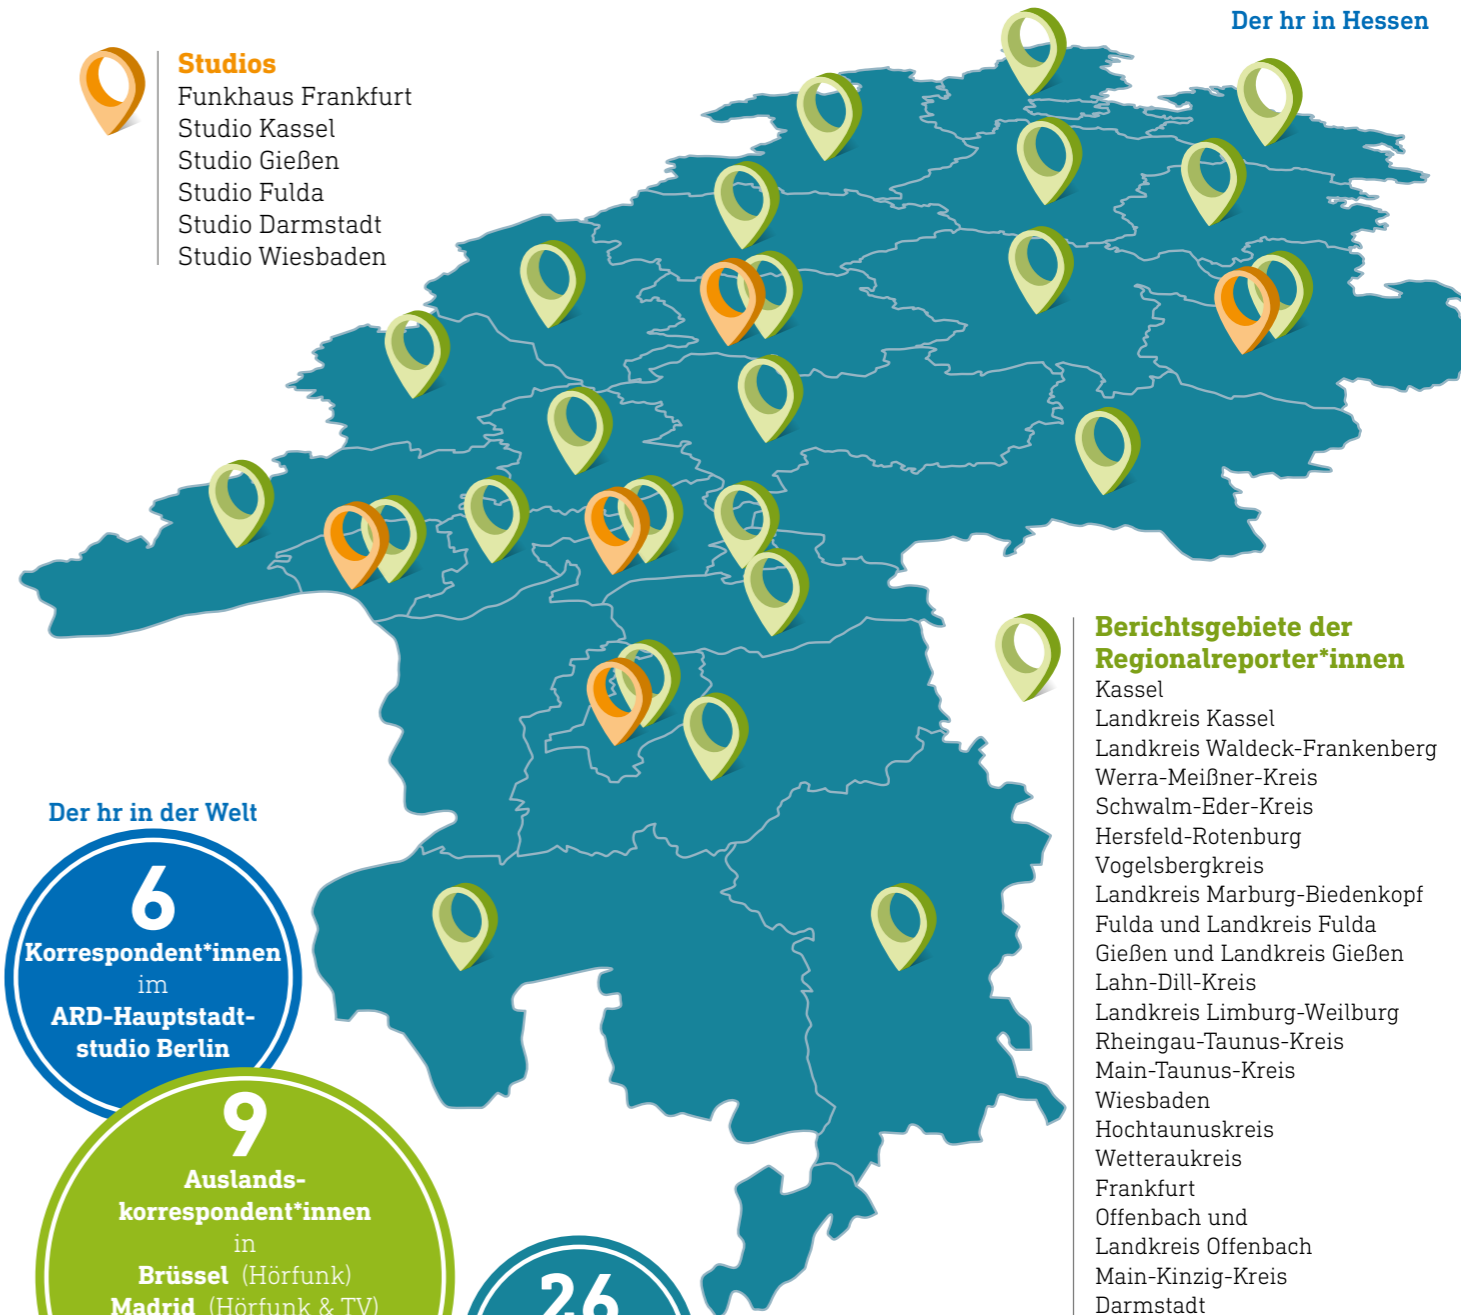 Der hr in Hessen
Studios
Funkhaus Frankfurt
Studio Kassel
Studio Gießen
Studio Fulda
Studio Darmstadt
Studio Wiesbaden
Berichtsgebiete der
Regionalreporter*innen
Kassel
Landkreis Kassel
Landkreis Waldeck-Frankenberg
Werra-Meißner-Kreis
Schwalm-Eder-Kreis
Hersfeld-Rotenburg
Vogelsbergkreis
Landkreis Marburg-Biedenkopf
Fulda und Landkreis Fulda
Gießen und Landkreis Gießen
Lahn-Dill-Kreis
Landkreis Limburg-Weilburg
Rheingau-Taunus-Kreis
Main-Taunus-Kreis
Wiesbaden
Hochtaunuskreis
Wetteraukreis
Frankfurt
Offenbach und
Landkreis Offenbach
Main-Kinzig-Kreis
Darmstadt
Der hr in der Welt
6
Korrespondent*innen
im
ARD-Hauptstadt-
studio Berlin
9
Auslands-
korrespondent*innen
in
Brüssel (Hörfunk)
Madrid (Hörfunk & TV)
26